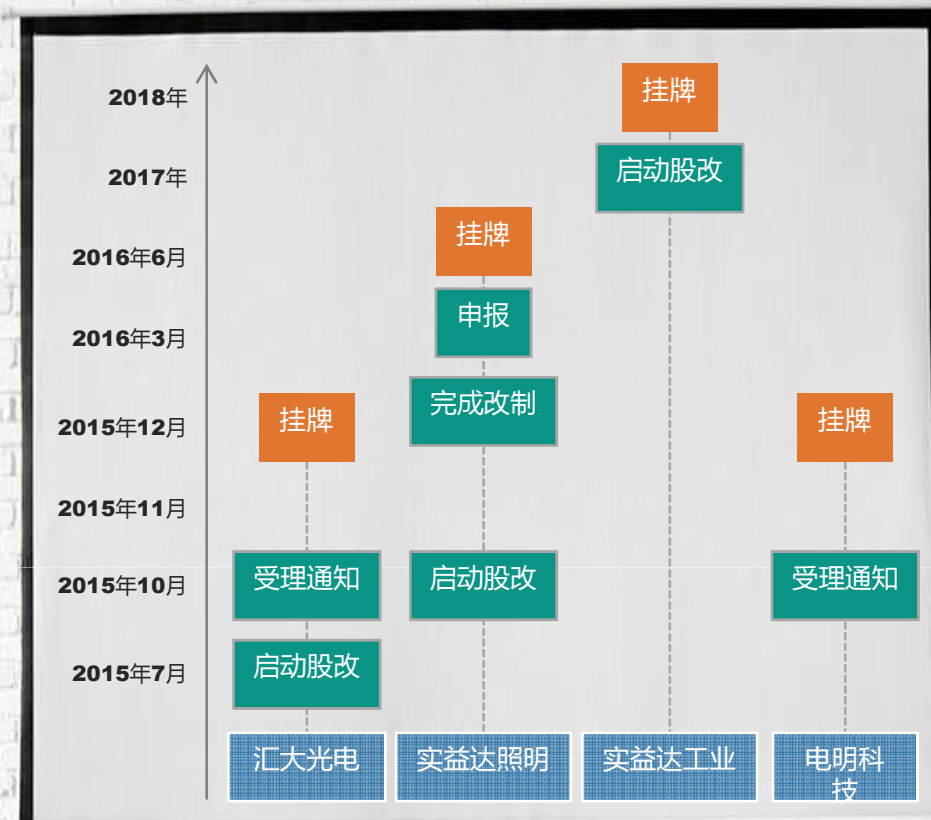 2018年
挂牌
2017年
启动股改
2016年6月
挂牌
2016年3月
申报
2015年12月
挂牌
完成改制
挂牌
2015年11月
2015年10月
受理通知
启动股改
受理通知
2015年7月
启动股改
汇大光电
实益达照明
实益达工业
电明科
技